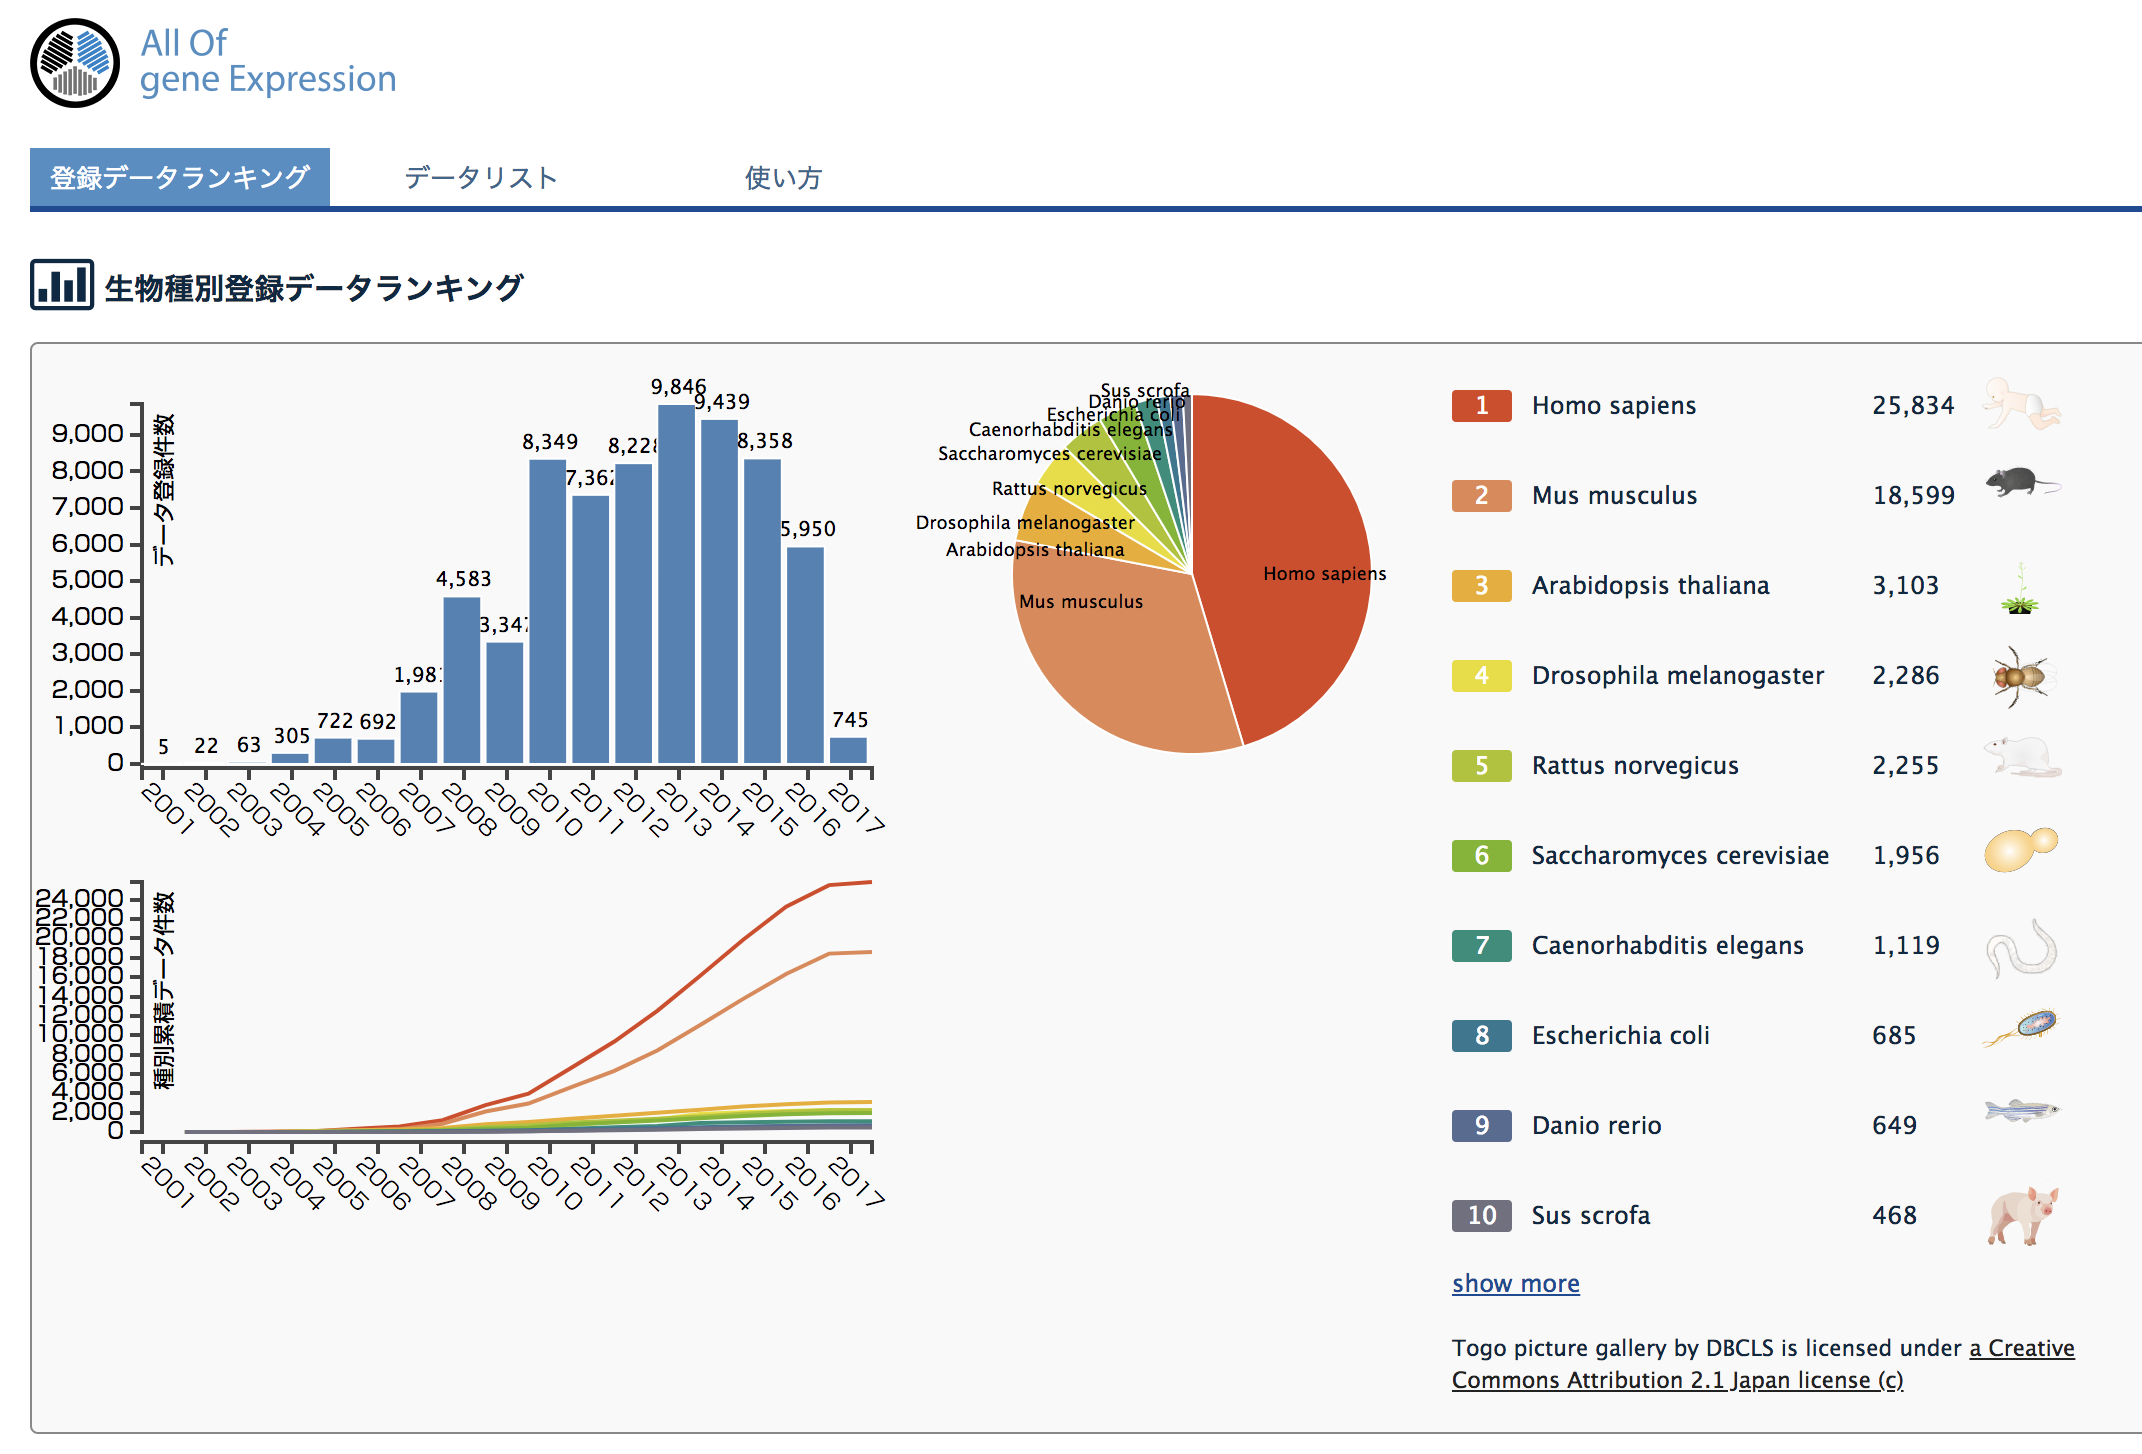 All Of
gene Expression
登録データランキング
データリスト
使い方
生物種別登録データランキング
データ登録件数
9,000
8,000
7,000
6,000
5,000
4,000
3,000
2,000
1,000
0
5
22
63
305
722
692
1,981
4,583
3,347
8,349
7,362
8,228
9,846
9,439
8,358
5,950
745
2001
2002
2003
2004
2005
2006
2007
2008
2009
2010
2011
2012
2013
2014
2015
2016
2017
種別累積データ件数
24,000
22,000
20,000
18,000
16,000
14,000
12,000
10,000
8,000
6,000
4,000
2,000
0
2001
2002
2003
2004
2005
2006
2007
2008
2009
2010
2011
2012
2013
2014
2015
2016
2017
Sus scrofa
Danio rerio
Escherichia coli
Caenorhabditis elegans
Saccharomyces cerevisiae
Rattus norvegicus
Drosophila melanogaster
Arabidopsis thaliana
Mus musculus
Homo sapiens
1 Homo sapiens 25,834
2 Mus musculus 18,599
3 Arabidopsis thaliana 3,103
4 Drosophila melanogaster 2,286
5 Rattus norvegicus 2,255
6 Saccharomyces cerevisiae 1,956
7 Caenorhabditis elegans 1,119
8 Escherichia coli 685
9 Danio rerio 649
10 Sus scrofa 468
show more
Togo picture gallery by DBCLS is licensed under a Creative
Commons Attribution 2.1 Japan license (c)